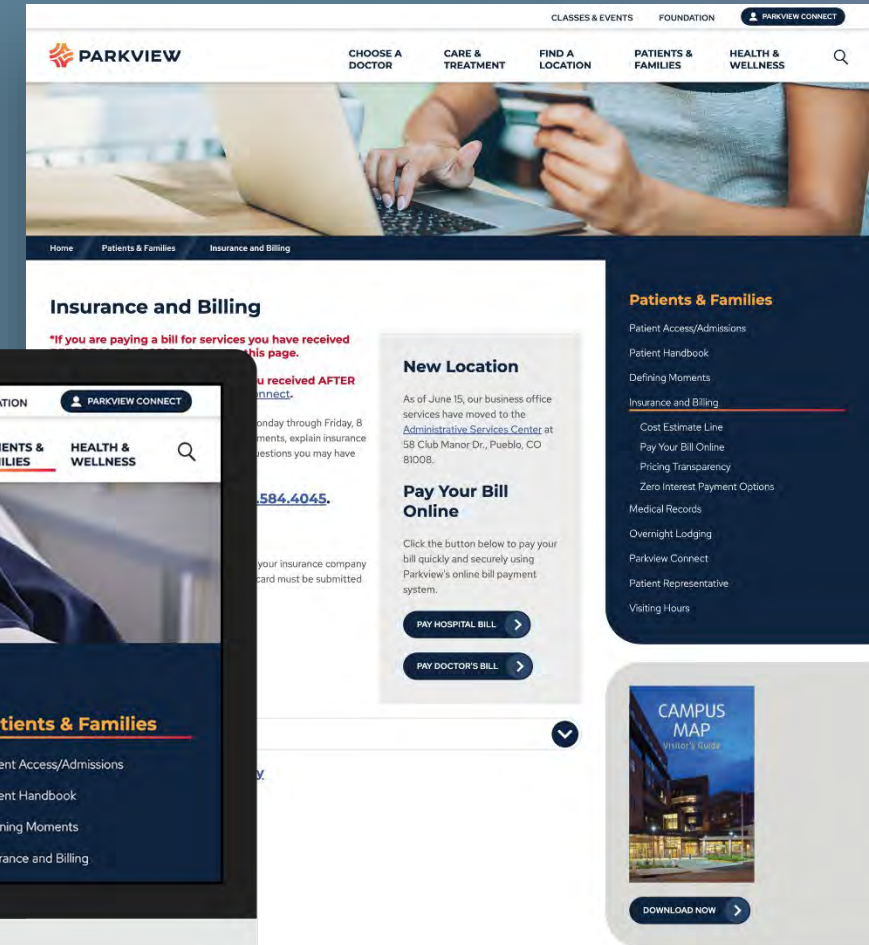 CLASSES & EVENTS FOUNDATION PARKVIEW CONNECT
PARKVIEW
CHOOSE A
DOCTOR
CARE &
TREATMENT
FIND A
LOCATION
PATIENTS &
FAMILIES
HEALTH &
WELLNESS
Home Patients & Families Insurance and Billing
Insurance and Billing
*If you are paying a bill for services you have received
this page.
received AFTER
onday through Friday, 8
ments, explain insurance
uestions you may have
.584.4045.
your insurance company
card must be submitted
y
New Location
As of June 15, our business office
services have moved to the
Administrative Services Center at
58 Club Manor Dr., Pueblo, CO
81008.
Pay Your Bill
Online
Click the button below to pay your
bill quickly and securely using
Parkview's online bill payment
system.
PAY HOSPITAL BILL
PAY DOCTOR'S BILL
Patients & Families
Patient Access/Admissions
Patient Handbook
Defining Moments
Insurance and Billing
Cost Estimate Line
Pay Your Bill Online
Pricing Transparency
Zero Interest Payment Options
Medical Records
Overnight Lodging
Parkview Connect
Patient Representative
Visiting Hours
CAMPUS
MAP
Visitor's Guide
DOWNLOAD NOW
ATION PARKVIEW CONNECT
IENTS &
ILIES
HEALTH &
WELLNESS
tients & Families
ent Access/Admissions
ent Handbook
ning Moments
rance and Billing